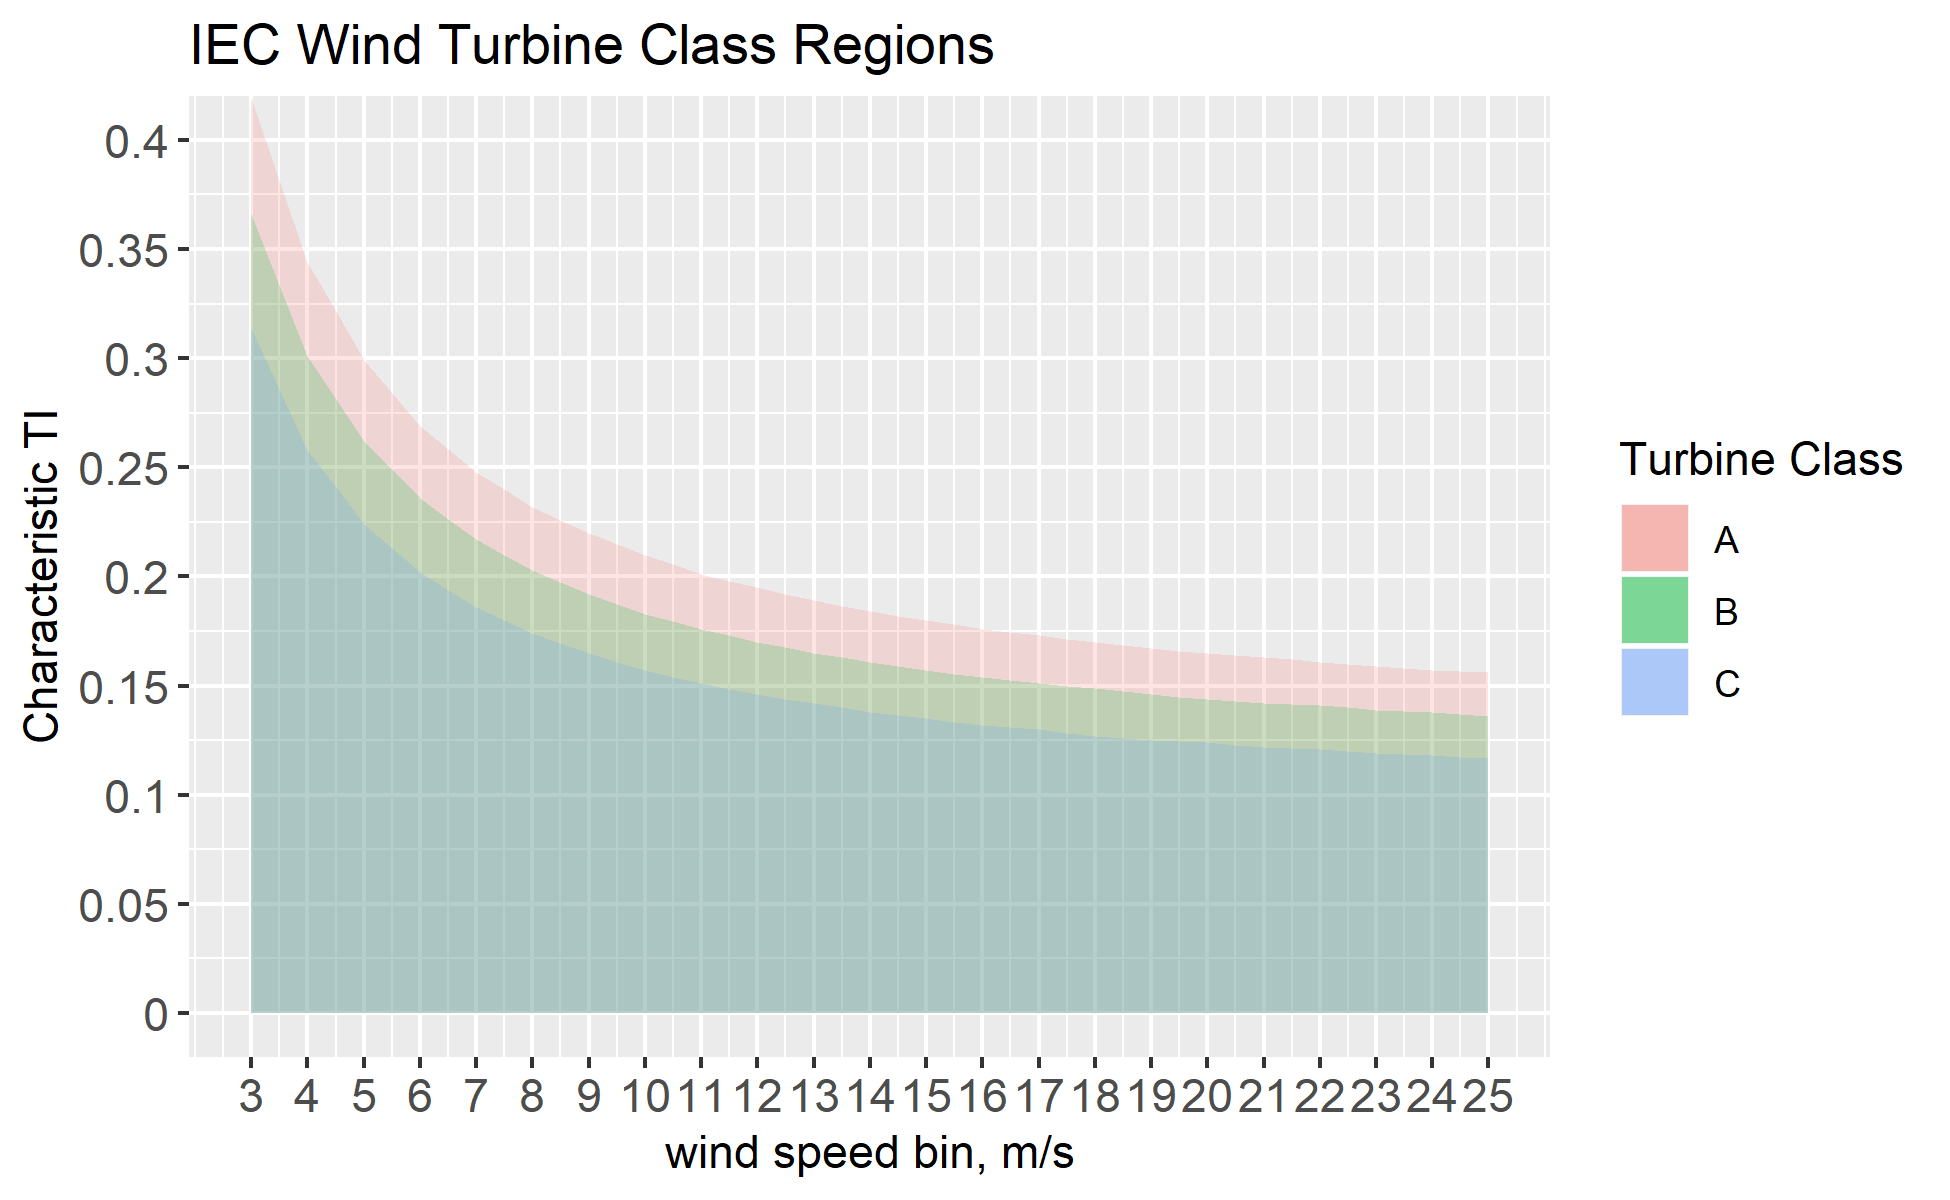 IEC Wind Turbine Class Regions
Characteristic TI
0.4
0.35
0.3
0.25
0.2
0.15
0.1
0.05
0
3 4 5 6 7 8 9 10 11 12 13 14 15 16 17 18 19 20 21 22 23 24 25
wind speed bin, m/s
Turbine Class
A
B
C